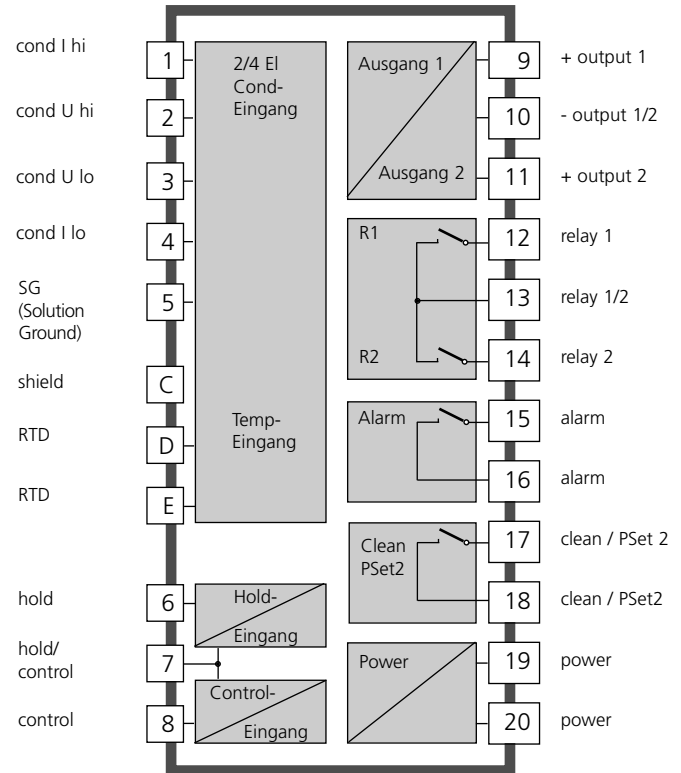 cond I hi
1
cond U hi
2
cond U lo
3
cond I lo
4
SG
(Solution
Ground)
5
shield
C
RTD
D
RTD
E
hold
6
hold/
control
7
control
8
2/4 El
Cond-
Eingang
Temp-
Eingang
Hold-
Eingang
Control-
Eingang
Ausgang 1
Ausgang 2
R1
R2
Alarm
Clean
PSet2
Power
9
+ output 1
10
- output 1/2
11
+ output 2
12
relay 1
13
relay 1/2
14
relay 2
15
alarm
16
alarm
17
clean / PSet 2
18
clean / PSet2
19
power
20
power